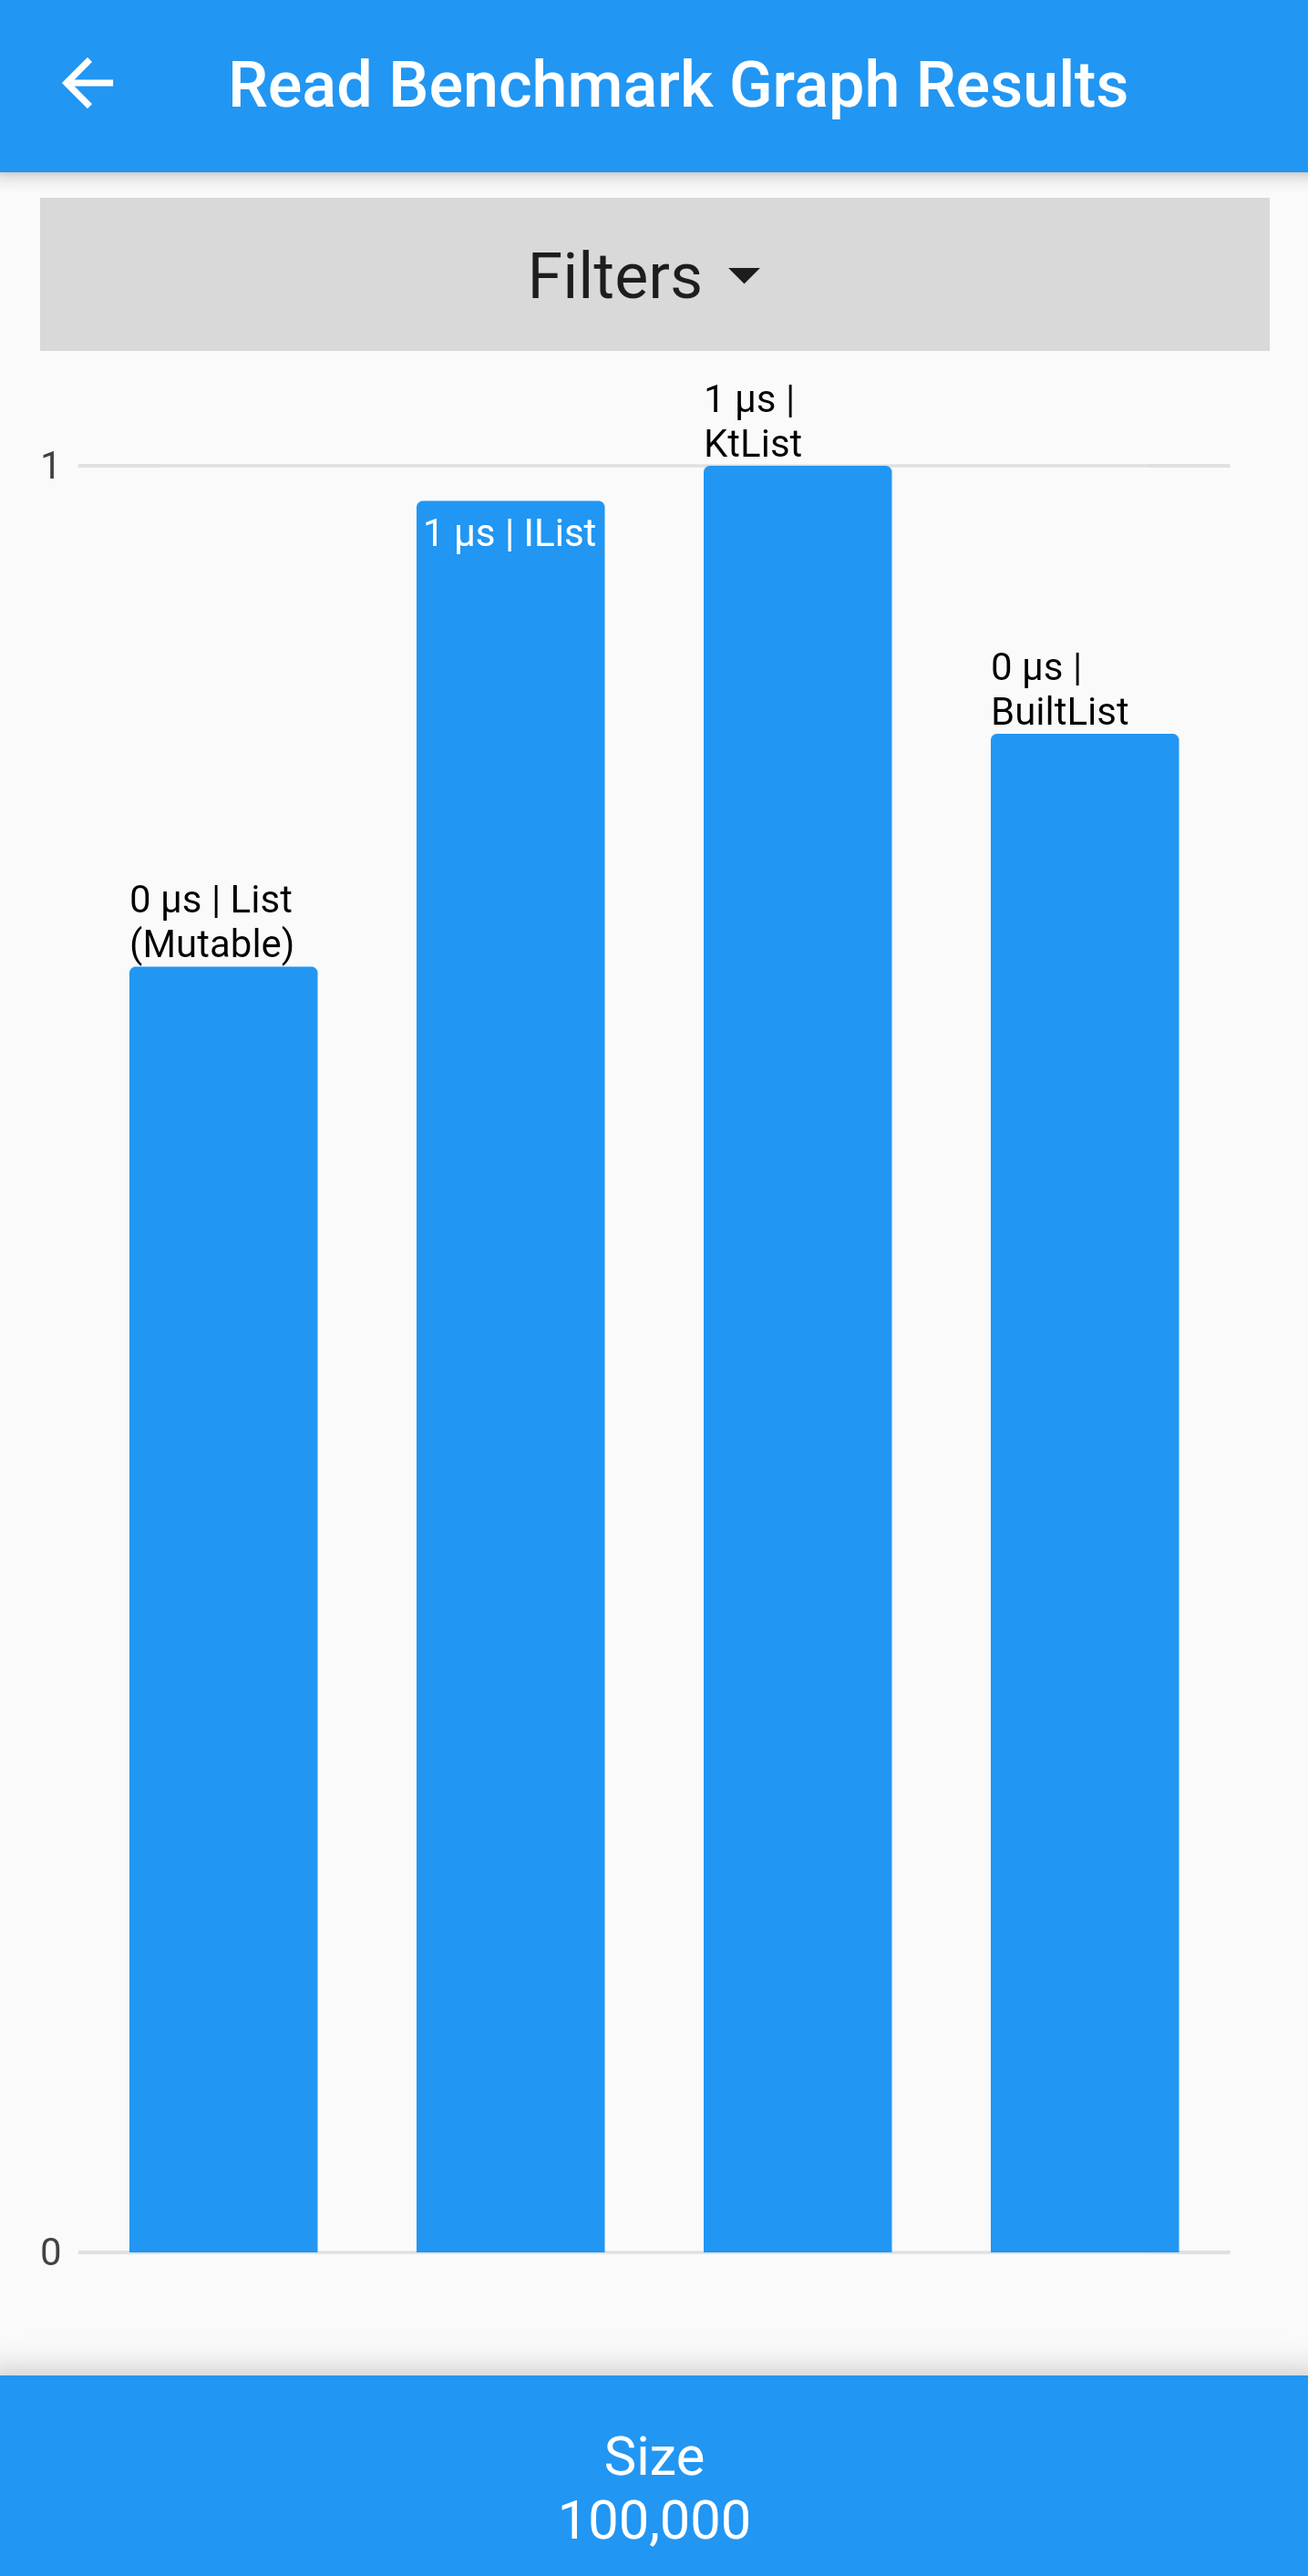 Read Benchmark Graph Results
Filters
1 µs |
KtList
1
1 µs | IList
0 µs |
BuiltList
0 µs | List
(Mutable)
0
Size
100,000